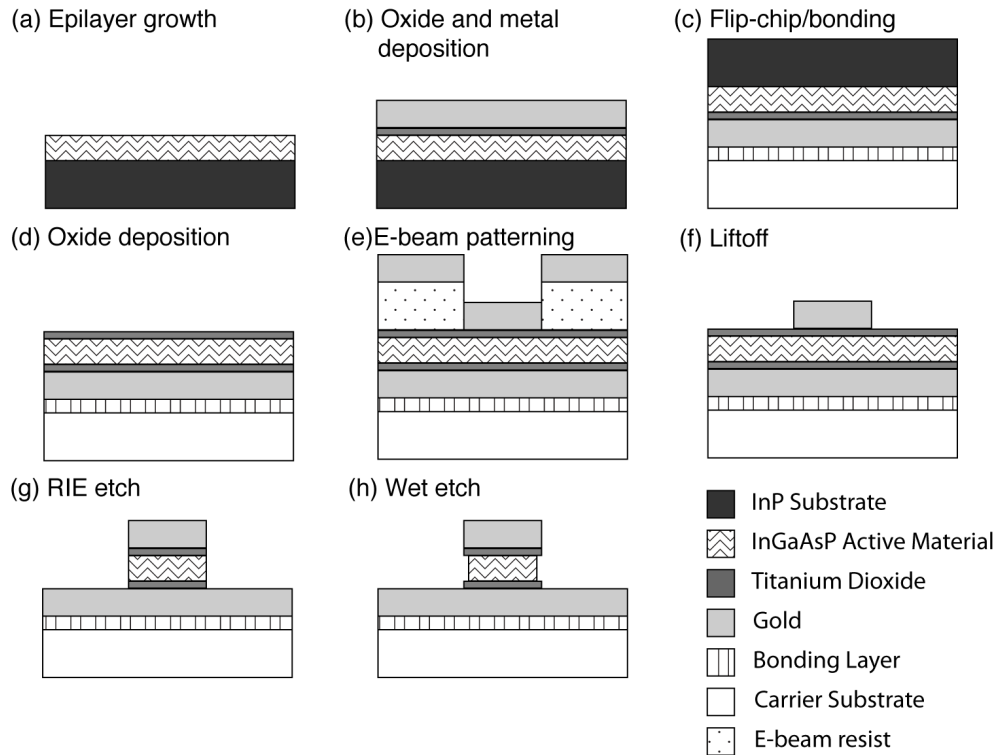 (a) Epilayer growth
(b) Oxide and metal
deposition
(c) Flip-chip/bonding
(d) Oxide deposition
(e)E-beam patterning
(f) Liftoff
(g) RIE etch
(h) Wet etch
InP Substrate
InGaAsP Active Material
Titanium Dioxide
Gold
Bonding Layer
Carrier Substrate
E-beam resist